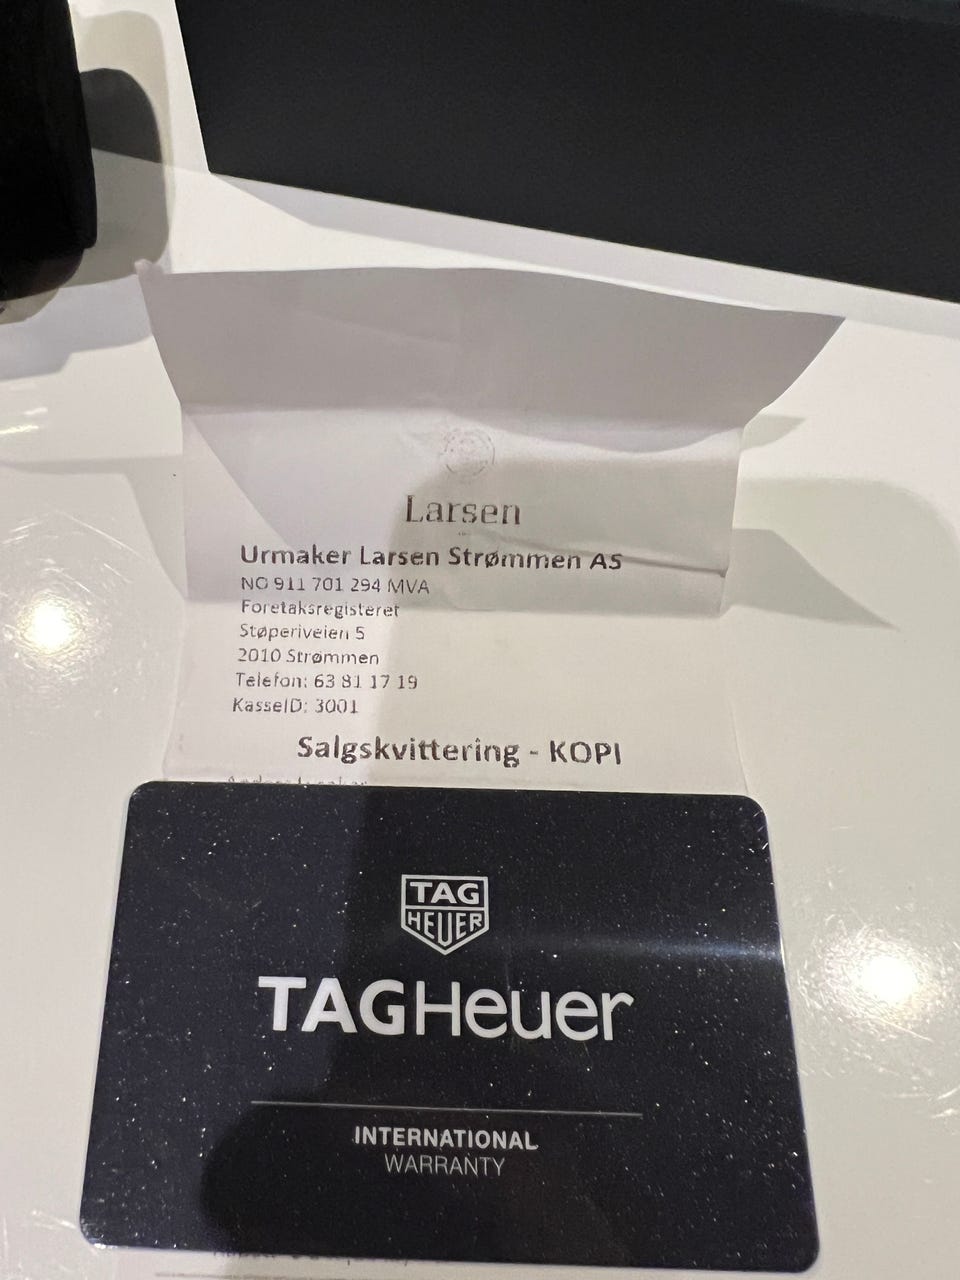 Larsen
Urmaker Larsen Strømmen AS
NO 911 701 294 MVA
Foretaksregisteret
Støperiveien 5
2010 Strømmen
Telefon: 63 81 17 19
KasseID: 3001
Salgskvittering - KOPI
TAG
HEUER
TAGHeuer
INTERNATIONAL
WARRANTY